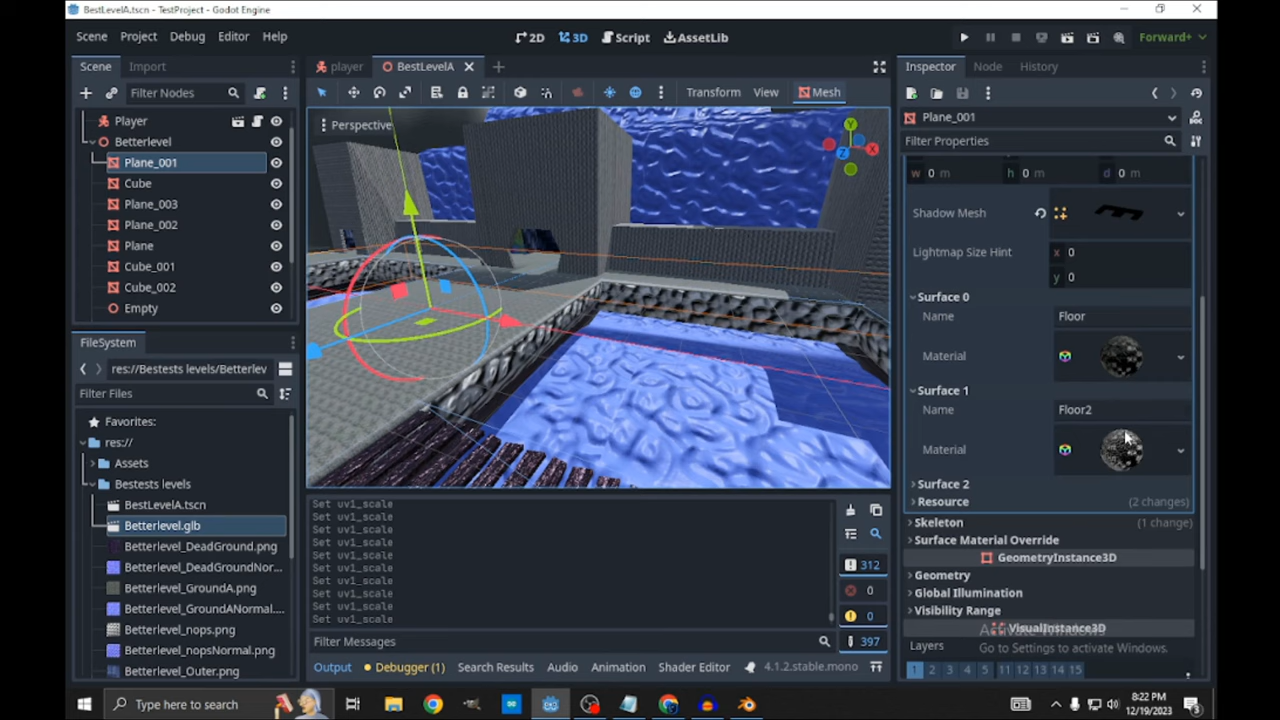 BestLevelA.tscn - TestProject - Godot Engine
Scene Project Debug Editor Help
2D 3D Script AssetLib
Forward+
Scene Import
player BestLevelA
Inspector Node History
Filter Nodes
Transform View Mesh
Plane_001
Filter Properties
Player
Betterlevel
Plane_001
Cube
Plane_003
Plane_002
Plane
Cube_001
Cube_002
Empty
Perspective
Y
X
Z
w 0 m h 0 m d 0 m
Shadow Mesh
Lightmap Size Hint x 0
y 0
Surface 0
Name Floor
Material
Surface 1
Name Floor2
Material
Surface 2
Resource (2 changes)
Skeleton (1 change)
Surface Material Override
GeometryInstance3D
Geometry
Global Illumination
Visibility Range
VisualInstance3D
Layers
1 2 3 4 5 11 12 13 14 15
Activate Windows
Go to Settings to activate Windows.
FileSystem
res://Bestests levels/Betterlev
Filter Files
Favorites:
res://
Assets
Bestests levels
BestLevelA.tscn
Betterlevel.glb
Betterlevel_DeadGround.png
Betterlevel_DeadGroundNor...
Betterlevel_GroundA.png
Betterlevel_GroundANormal....
Betterlevel_nops.png
Betterlevel_nopsNormal.png
Betterlevel_Outer.png
Set uv1_scale
Set uv1_scale
Set uv1_scale
Set uv1_scale
Set uv1_scale
Set uv1_scale
Set uv1_scale
Set uv1_scale
Set uv1_scale
Set uv1_scale
312
0
0
397
Filter Messages
Output Debugger (1) Search Results Audio Animation Shader Editor 4.1.2.stable.mono
Type here to search
8:22 PM
12/19/2023
3